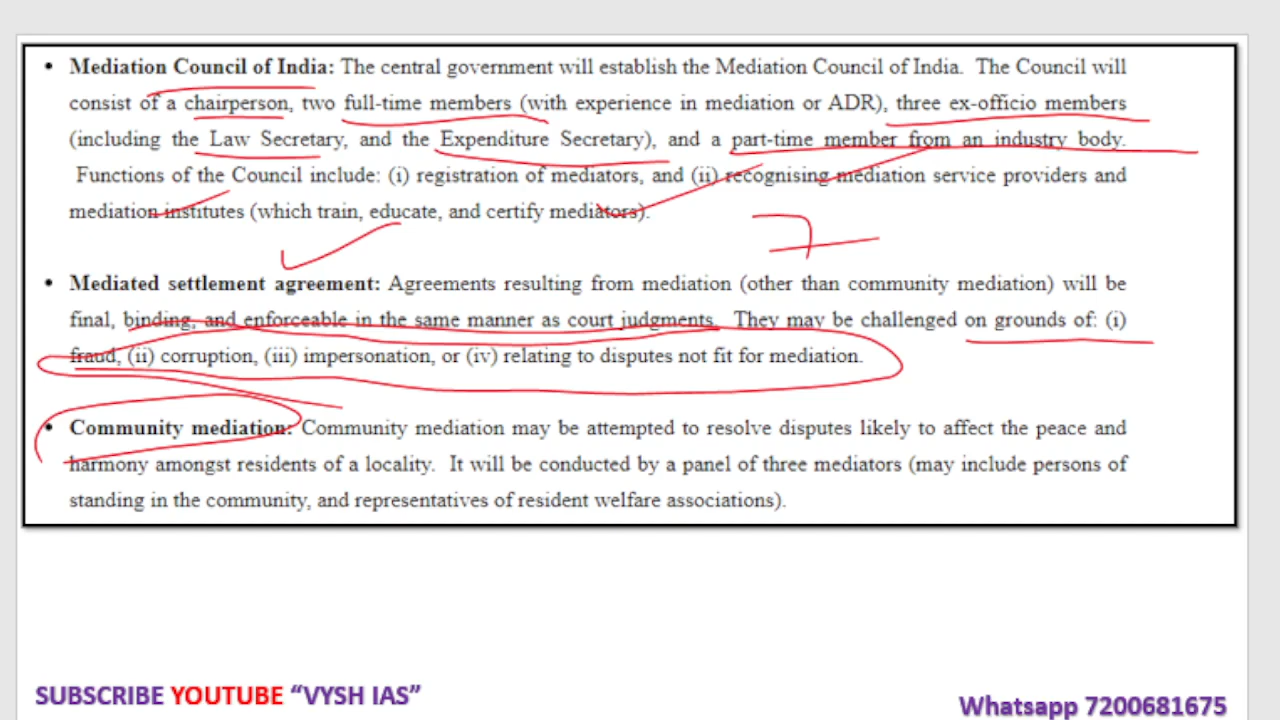 • Mediation Council of India: The central government will establish the Mediation Council of India. The Council will
consist of a chairperson, two full-time members (with experience in mediation or ADR), three ex-officio members
(including the Law Secretary, and the Expenditure Secretary), and a part-time member from an industry body.
Functions of the Council include: (i) registration of mediators, and (ii) recognising mediation service providers and
mediation institutes (which train, educate, and certify mediators).
7
• Mediated settlement agreement: Agreements resulting from mediation (other than community mediation) will be
final, binding, and enforceable in the same manner as court judgments. They may be challenged on grounds of: (i)
fraud, (ii) corruption, (iii) impersonation, or (iv) relating to disputes not fit for mediation.
• Community mediation: Community mediation may be attempted to resolve disputes likely to affect the peace and
harmony amongst residents of a locality. It will be conducted by a panel of three mediators (may include persons of
standing in the community, and representatives of resident welfare associations).
SUBSCRIBE YOUTUBE “VYSH IAS”
Whatsapp 7200681675